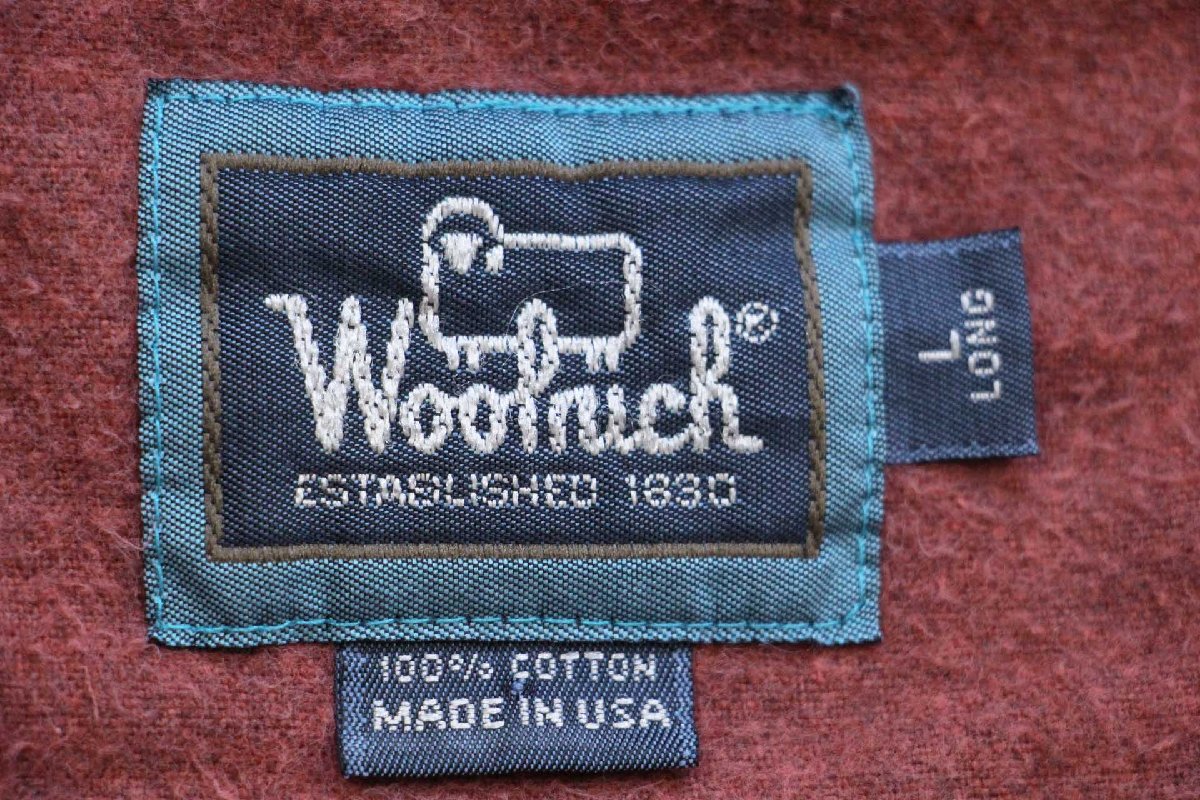 Woolrich®
ESTABLISHED 1830
L
LONG
100% COTTON
MADE IN USA